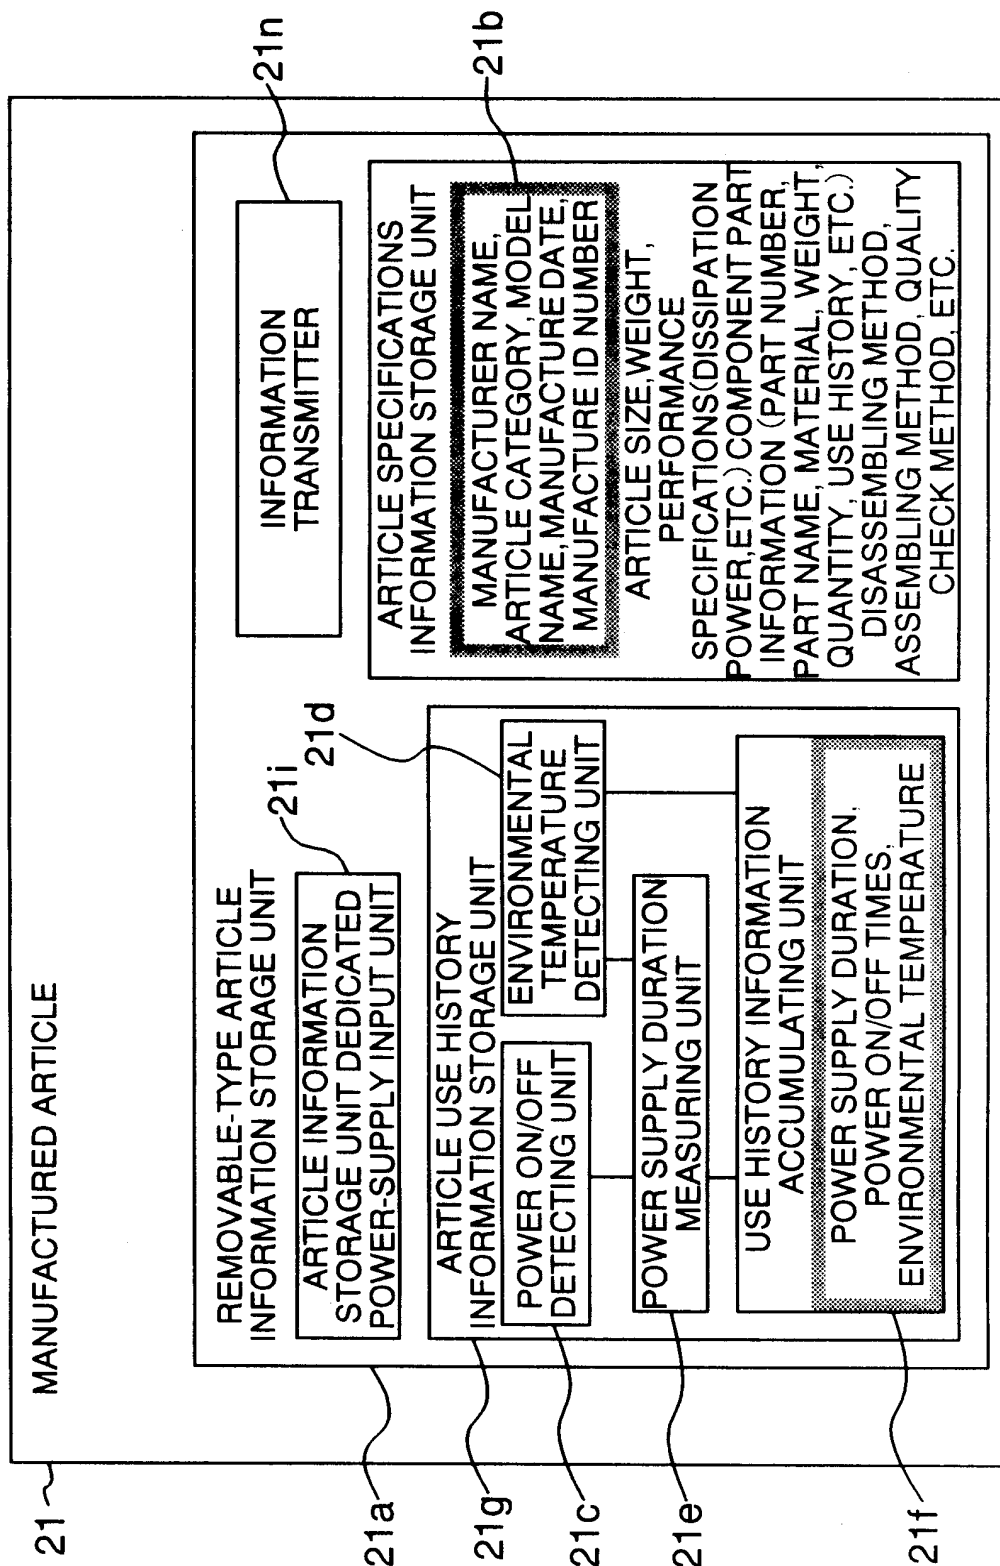 21
MANUFACTURED ARTICLE
21a
REMOVABLE-TYPE ARTICLE
INFORMATION STORAGE UNIT
21i
ARTICLE INFORMATION
STORAGE UNIT DEDICATED
POWER-SUPPLY INPUT UNIT
21n
INFORMATION
TRANSMITTER
21g
ARTICLE USE HISTORY
INFORMATION STORAGE UNIT
21c
POWER ON/OFF
DETECTING UNIT
21d
ENVIRONMENTAL
TEMPERATURE
DETECTING UNIT
21e
POWER SUPPLY DURATION
MEASURING UNIT
21f
USE HISTORY INFORMATION
ACCUMULATING UNIT
POWER SUPPLY DURATION,
POWER ON/OFF TIMES,
ENVIRONMENTAL TEMPERATURE
21b
ARTICLE SPECIFICATIONS
INFORMATION STORAGE UNIT
MANUFACTURER NAME,
ARTICLE CATEGORY, MODEL
NAME, MANUFACTURE DATE,
MANUFACTURE ID NUMBER
ARTICLE SIZE, WEIGHT,
PERFORMANCE
SPECIFICATIONS(DISSIPATION
POWER, ETC.) COMPONENT PART
INFORMATION (PART NUMBER,
PART NAME, MATERIAL, WEIGHT,
QUANTITY, USE HISTORY, ETC.)
DISASSEMBLING METHOD,
ASSEMBLING METHOD, QUALITY
CHECK METHOD, ETC.